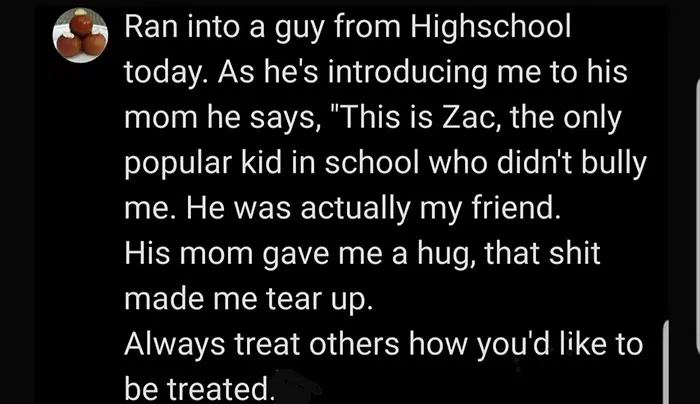 Ran into a guy from Highschool
today. As he's introducing me to his
mom he says, "This is Zac, the only
popular kid in school who didn't bully
me. He was actually my friend.
His mom gave me a hug, that shit
made me tear up.
Always treat others how you'd like to
be treated.